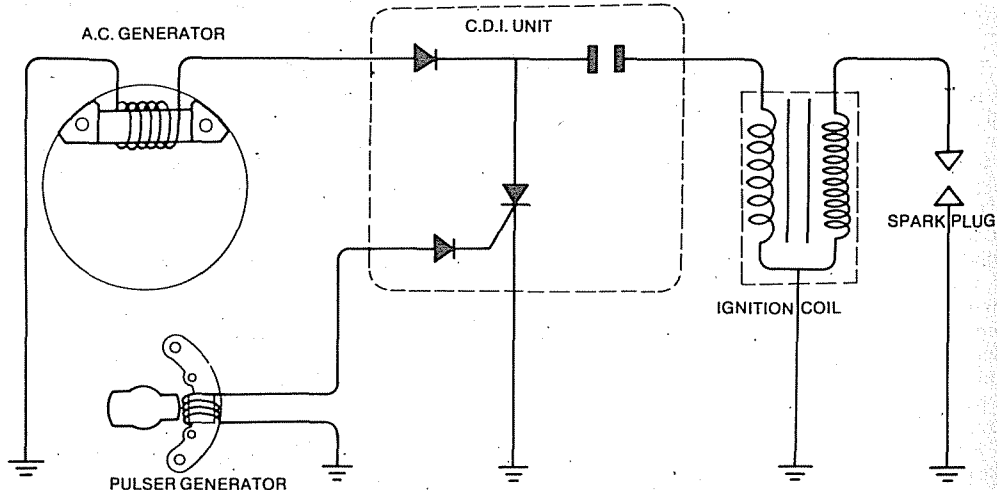 A.C. GENERATOR
C.D.I. UNIT
SPARK PLUG
IGNITION COIL
PULSER GENERATOR